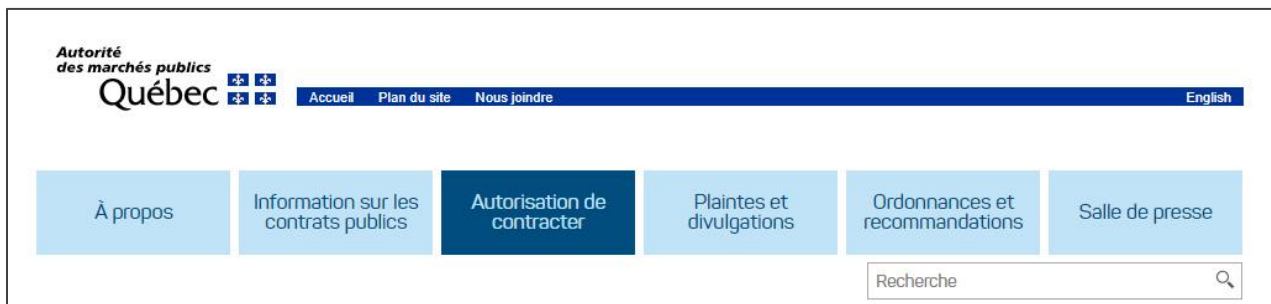 Autorité
des marchés publics
Québec
Accueil Plan du site Nous joindre English
À propos
Information sur les
contrats publics
Autorisation de
contracter
Plaintes et
divulgations
Ordonnances et
recommandations
Salle de presse
Recherche